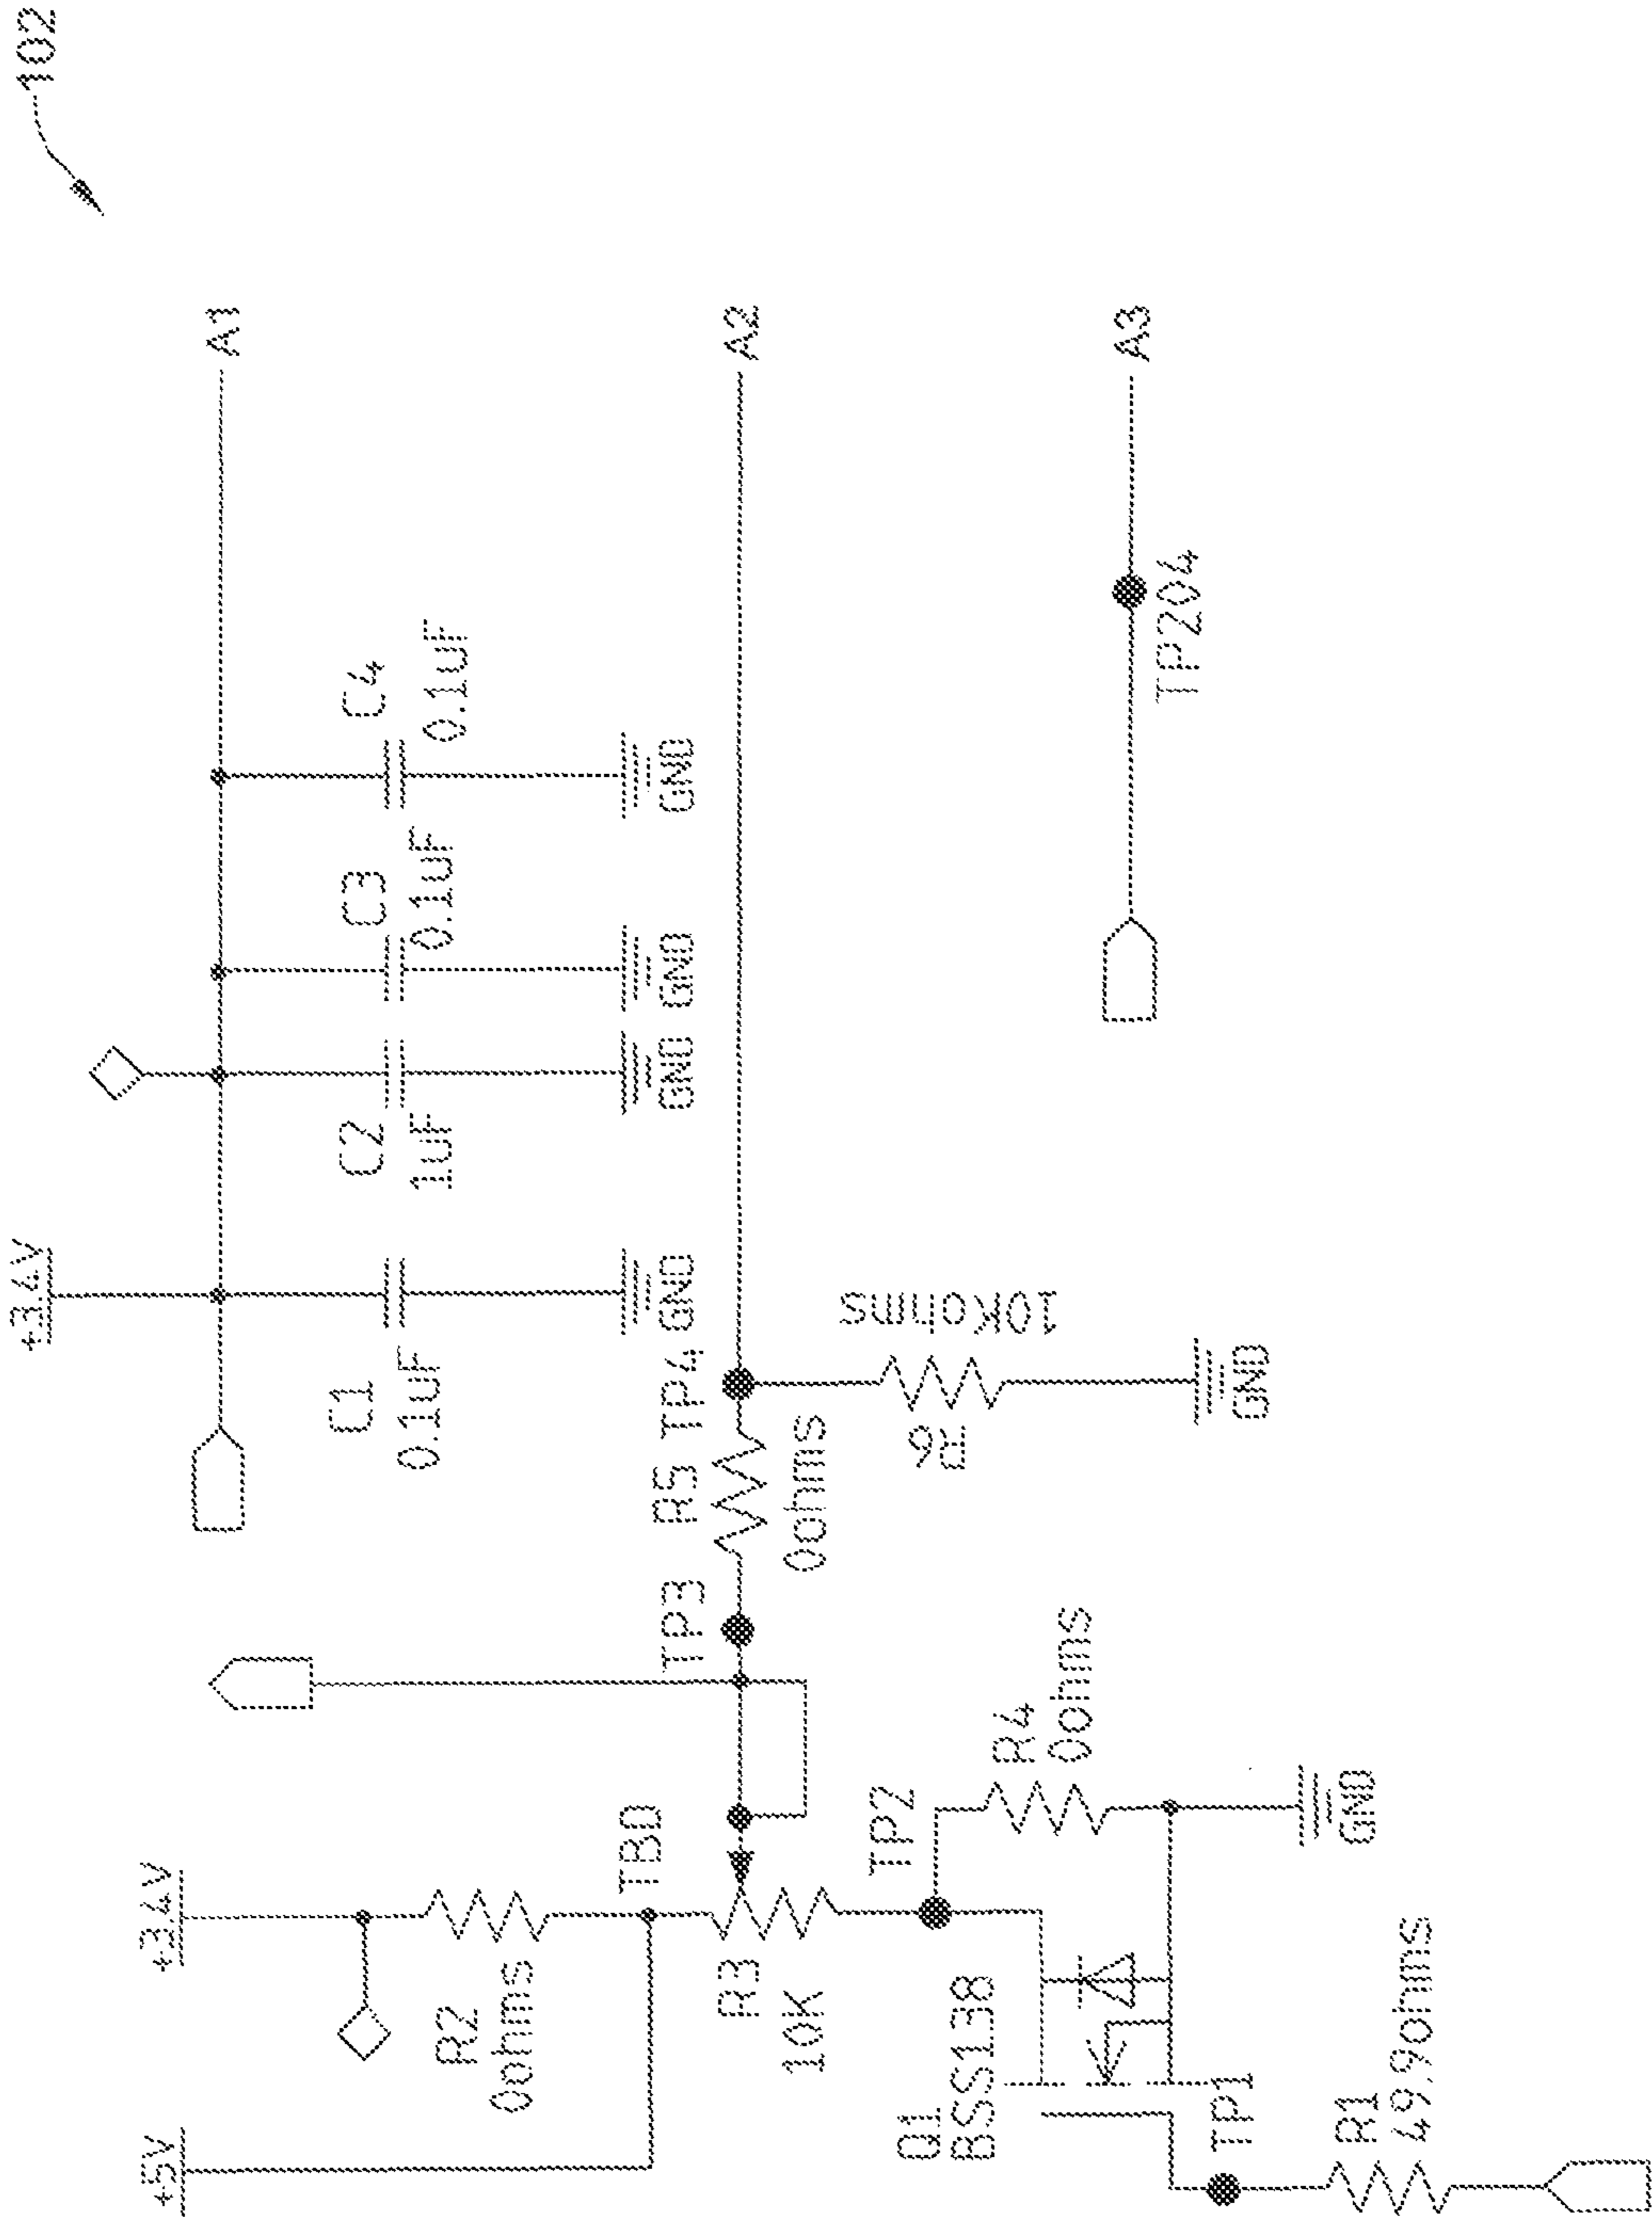 102
+3.4V
A1
C1
0.1uF
C2
1uF
C3
0.1uF
C4
0.1uF
GND
GND
GND
GND
+5V
+3.4V
R2
0ohms
TBD
R3
10K
TP3
R5
0ohms
TP4
A2
R6
10Kohms
GND
TP2
R4
0ohms
GND
Q1
BSS138
TP1
R1
49.9ohms
TP204
A3